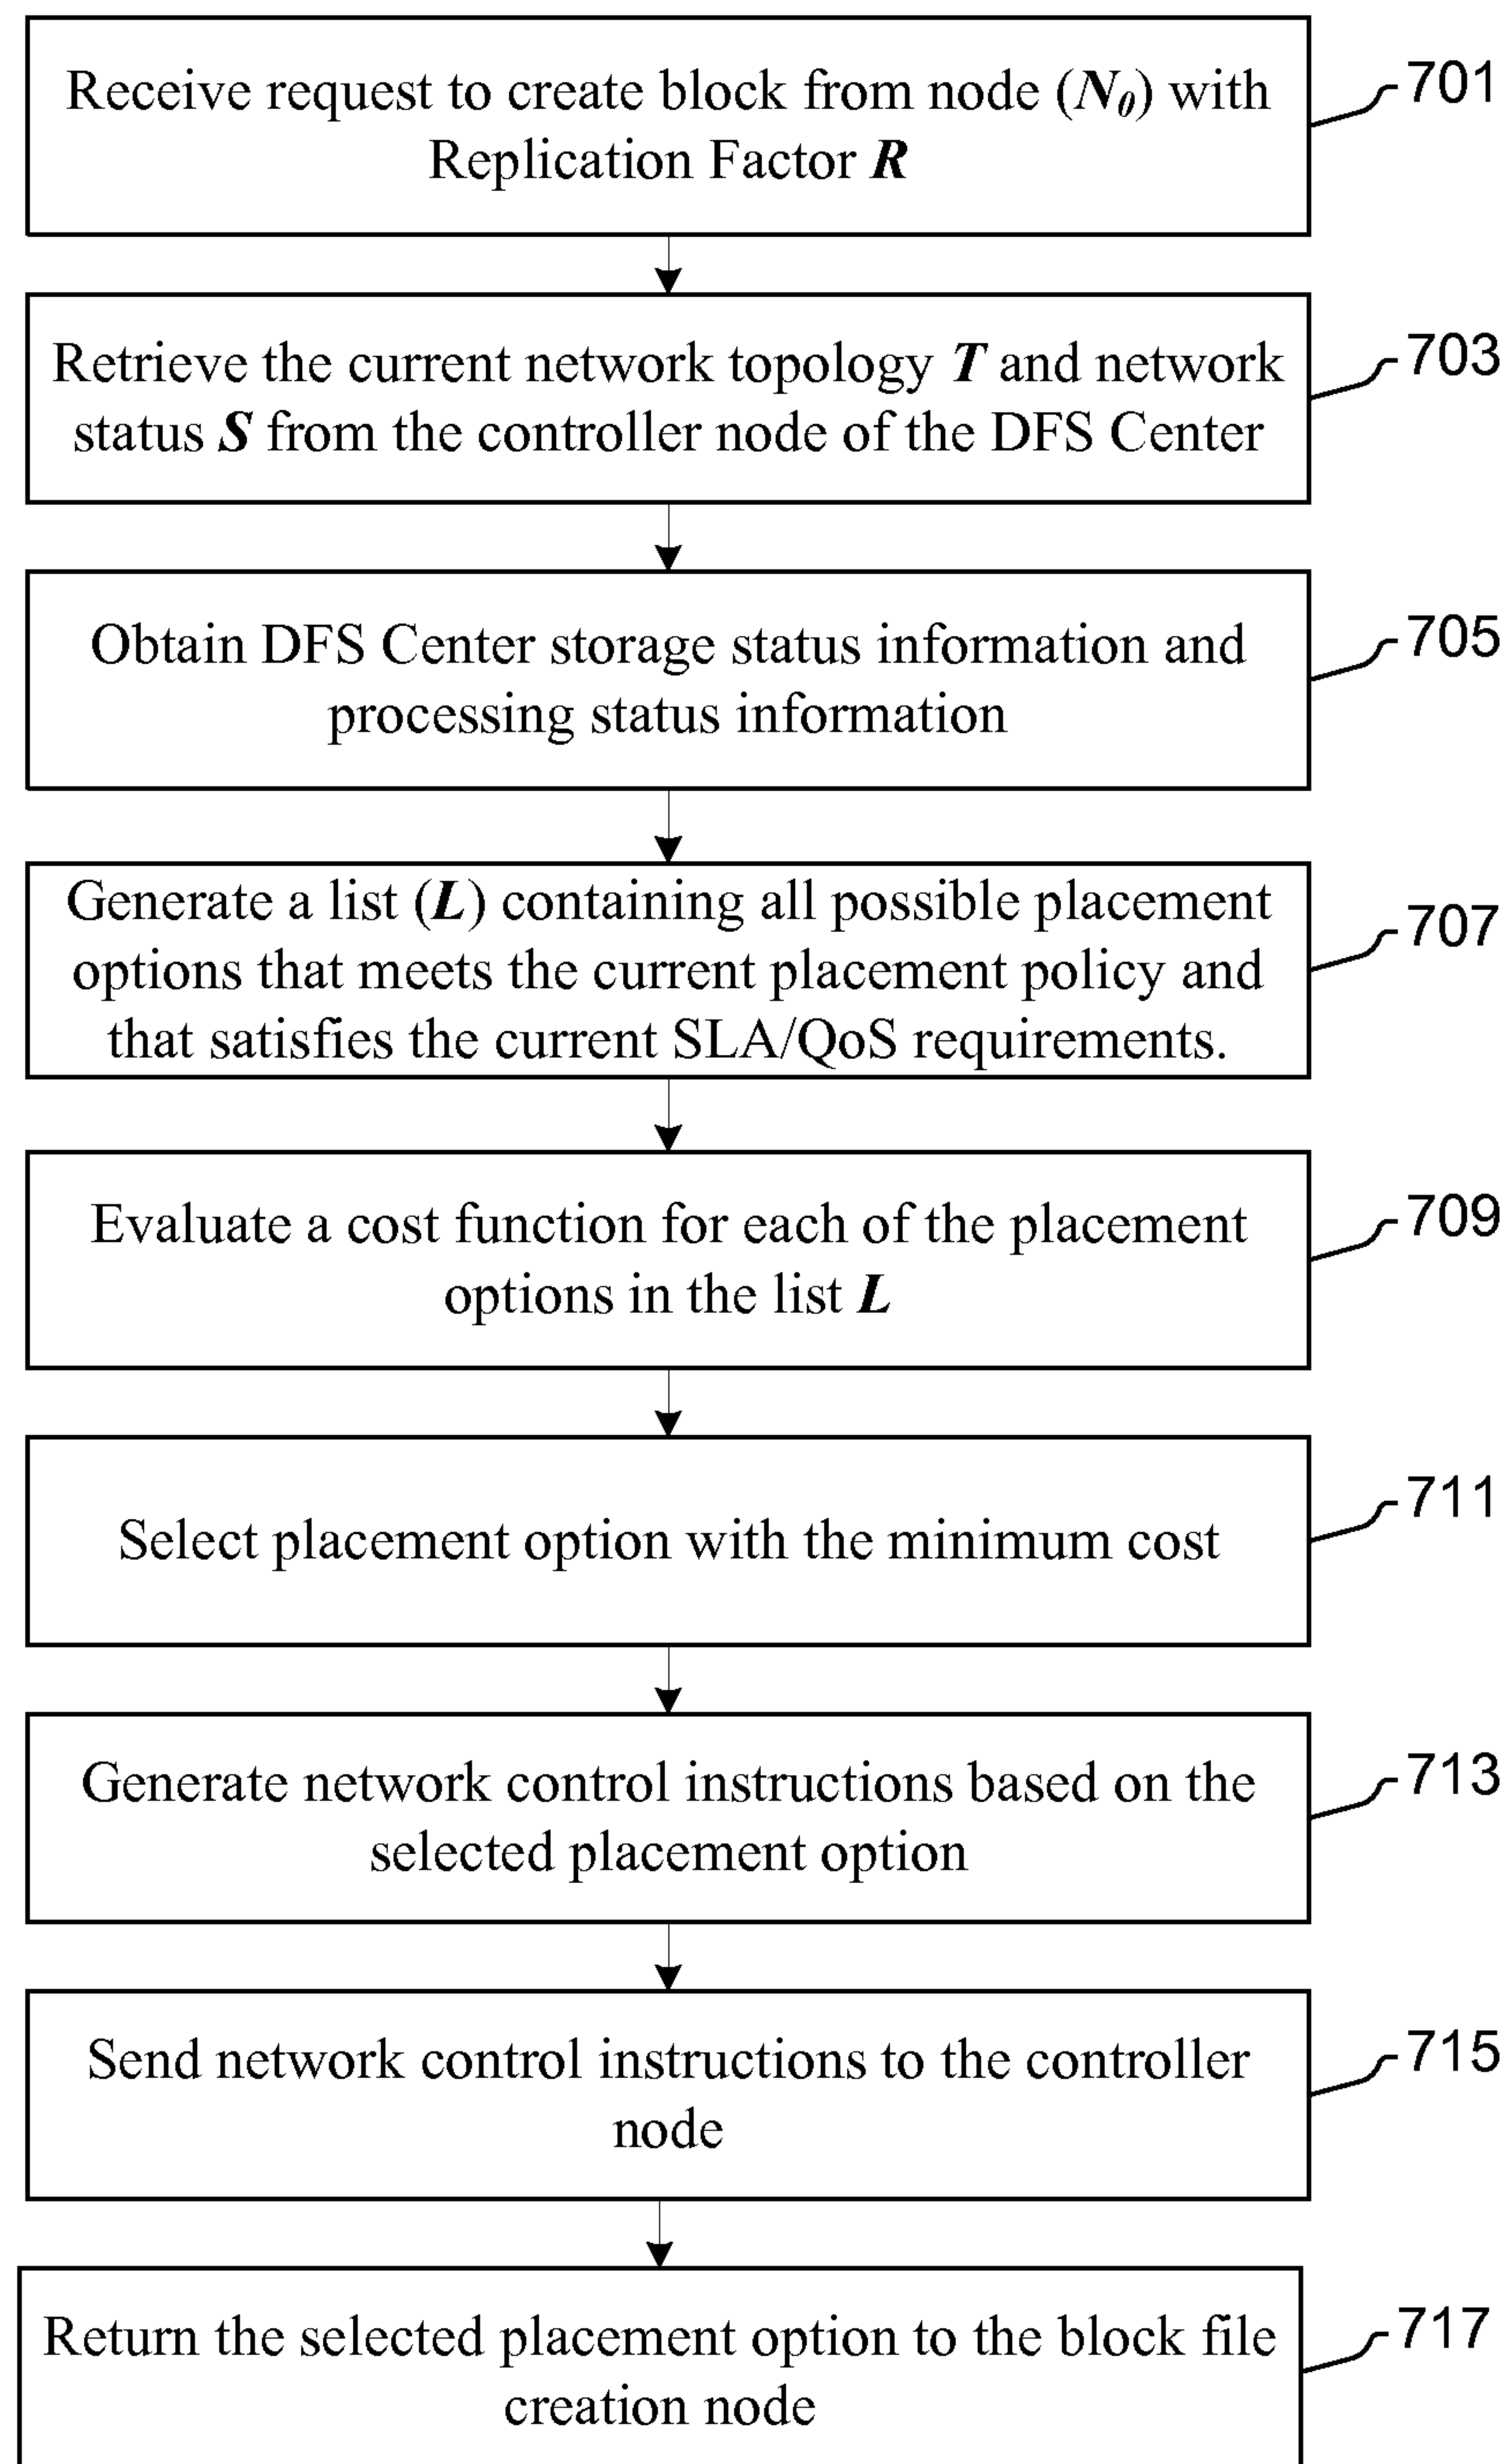 Receive request to create block from node (N0) with
Replication Factor R
701
Retrieve the current network topology T and network
status S from the controller node of the DFS Center
703
Obtain DFS Center storage status information and
processing status information
705
Generate a list (L) containing all possible placement
options that meets the current placement policy and
that satisfies the current SLA/QoS requirements.
707
Evaluate a cost function for each of the placement
options in the list L
709
Select placement option with the minimum cost
711
Generate network control instructions based on the
selected placement option
713
Send network control instructions to the controller
node
715
Return the selected placement option to the block file
creation node
717